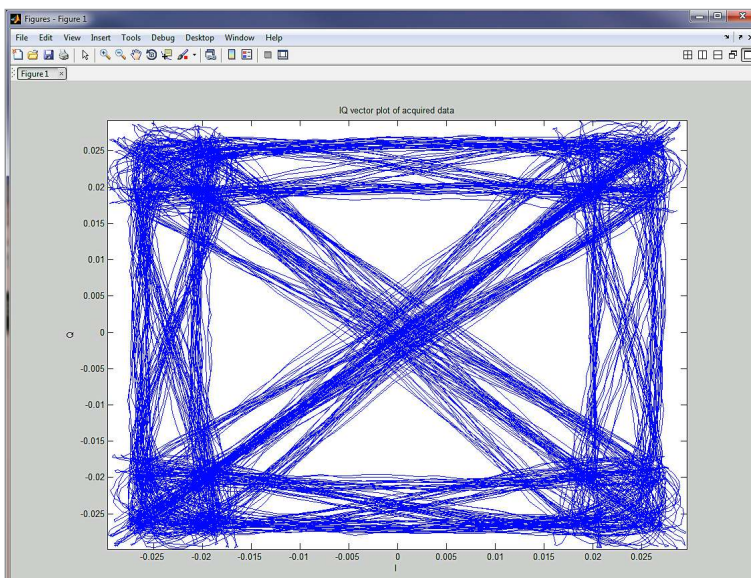 Figures - Figure 1
File Edit View Insert Tools Debug Desktop Window Help
Figure 1 ×
IQ vector plot of acquired data
0.025
0.02
0.015
0.01
0.005
0
-0.005
-0.01
-0.015
-0.02
-0.025
Q
-0.025 -0.02 -0.015 -0.01 -0.005 0 0.005 0.01 0.015 0.02 0.025
I